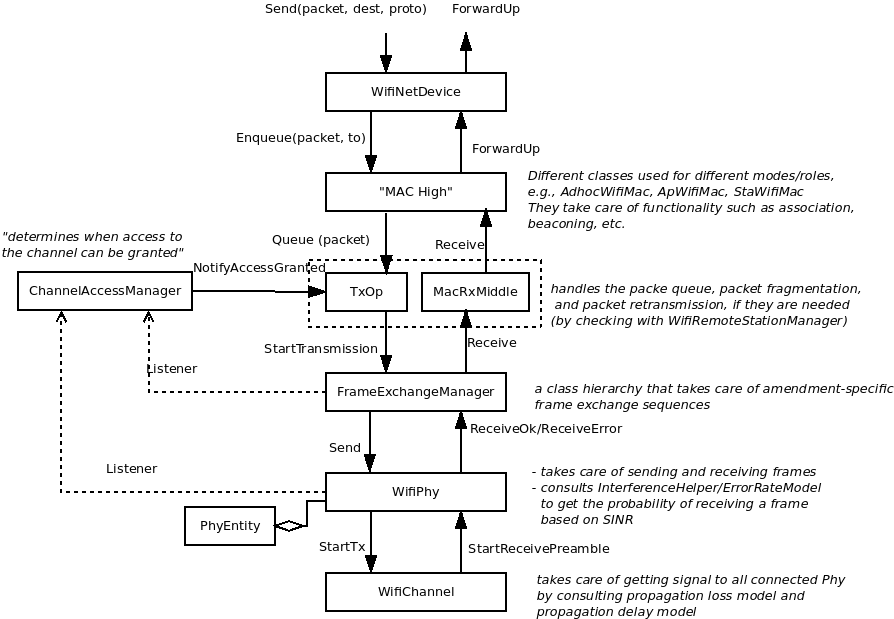 Send(packet, dest, proto)
ForwardUp
WifiNetDevice
Enqueue(packet, to)
ForwardUp
"MAC High"
Different classes used for different modes/roles,
e.g., AdhocWifiMac, ApWifiMac, StaWifiMac
They take care of functionality such as association,
beaconing, etc.
"determines when access to
the channel can be granted"
Queue (packet)
Receive
NotifyAccessGranted
ChannelAccessManager
TxOp
MacRxMiddle
handles the packe queue, packet fragmentation,
and packet retransmission, if they are needed
(by checking with WifiRemoteStationManager)
StartTransmission
Receive
Listener
FrameExchangeManager
a class hierarchy that takes care of amendment-specific
frame exchange sequences
Send
ReceiveOk/ReceiveError
Listener
WifiPhy
- takes care of sending and receiving frames
- consults InterferenceHelper/ErrorRateModel
to get the probability of receiving a frame
based on SINR
PhyEntity
StartTx
StartReceivePreamble
WifiChannel
takes care of getting signal to all connected Phy
by consulting propagation loss model and
propagation delay model